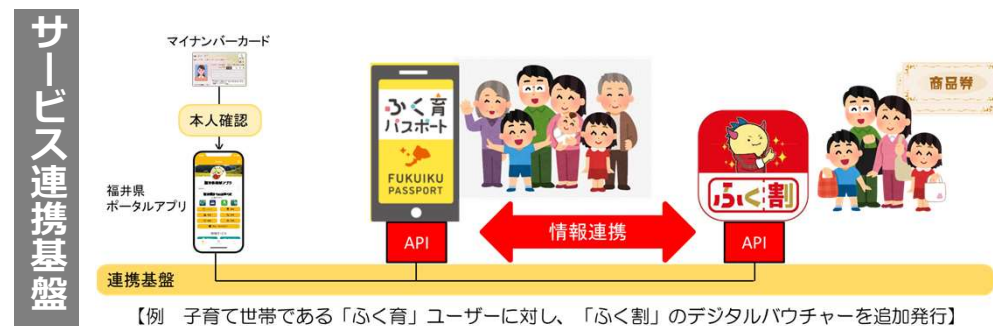 サービス連携基盤
マイナンバーカード
本人確認
福井県
ポータルアプリ
ふく育
パスポート
FUKUIKU
PASSPORT
API
情報連携
ふく割
API
商品券
連携基盤
【例　子育て世帯である「ふく育」ユーザーに対し、「ふく割」のデジタルバウチャーを追加発行】